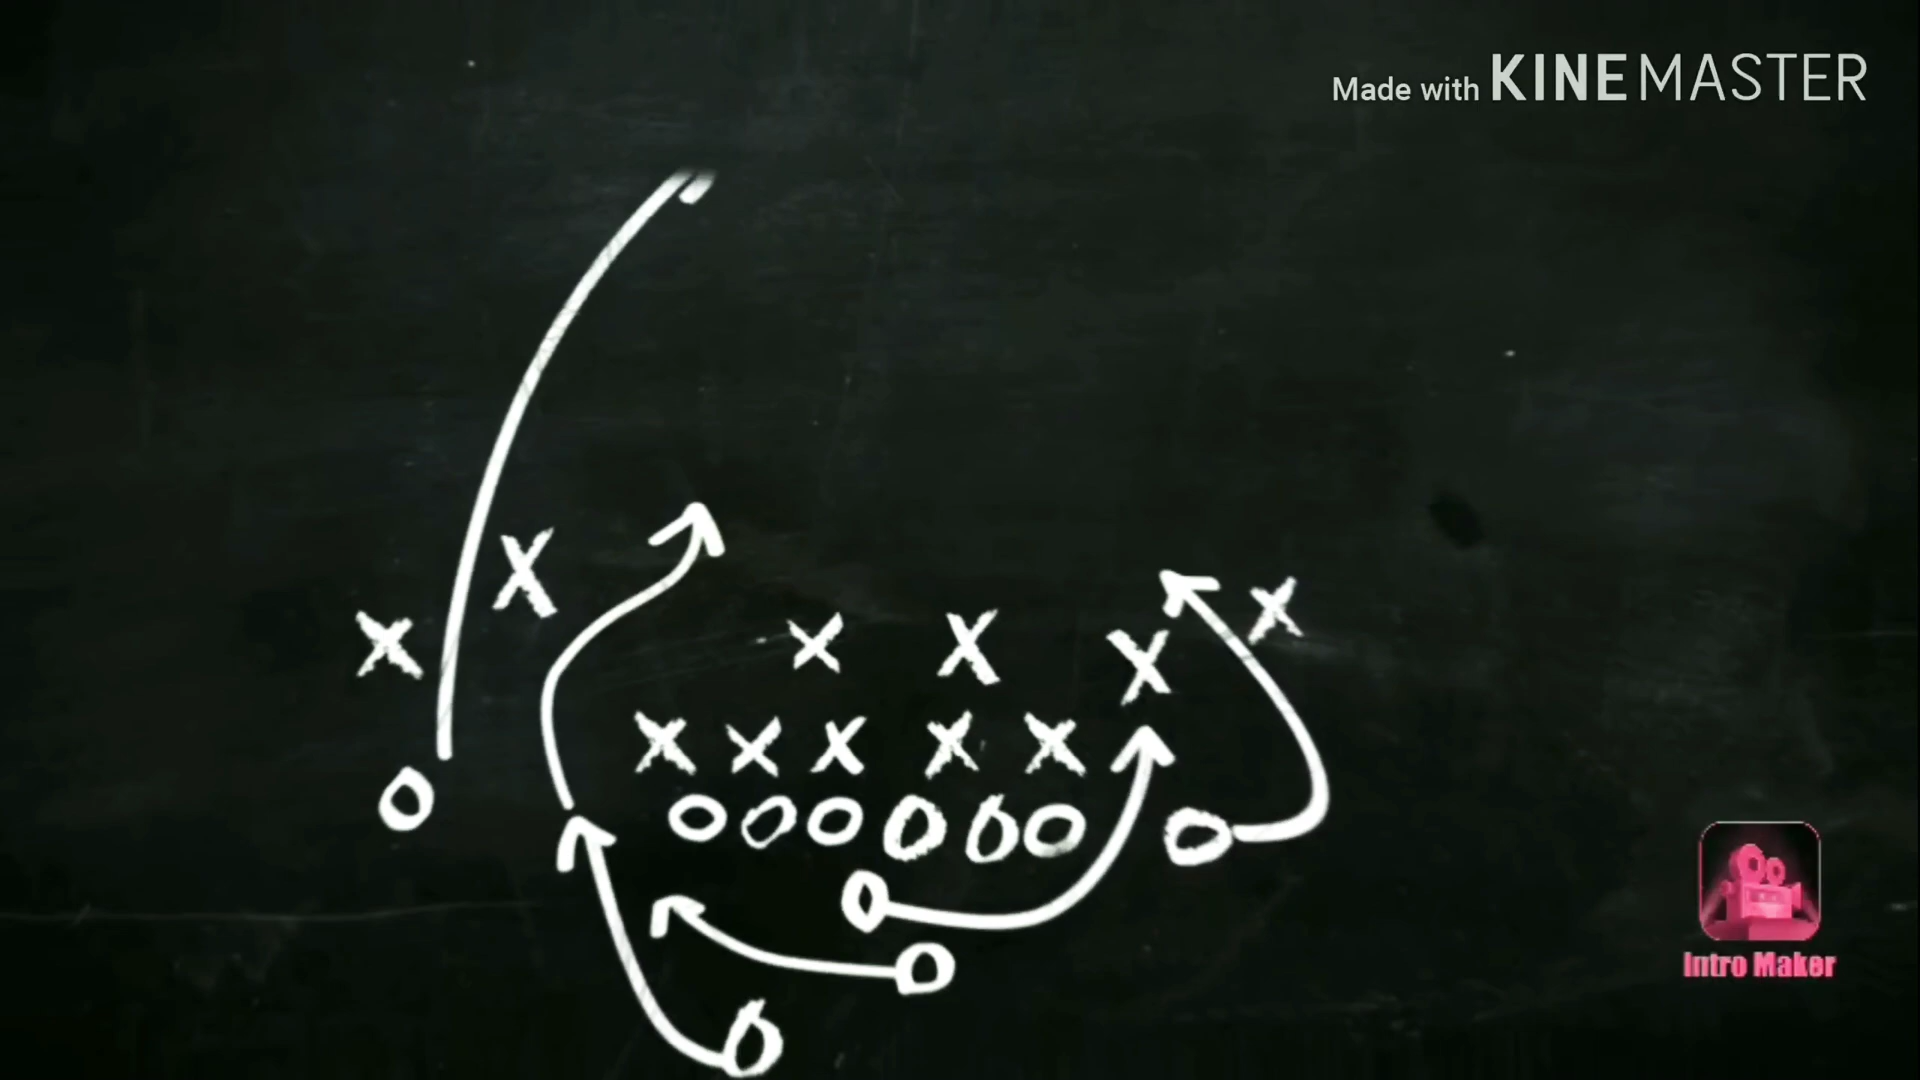 Made with KINEMASTER
X
X
X X X X
X X X X X
O O O O O O O O
O
O
O
Intro Maker